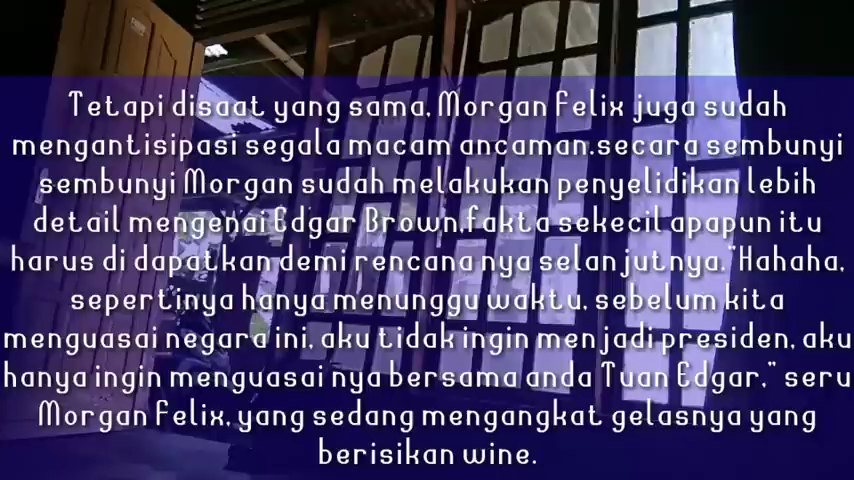 Tetapi disaat yang sama, Morgan Felix juga sudah
mengantisipasi segala macam ancaman.secara sembunyi
sembunyi Morgan sudah melakukan penyelidikan lebih
detail mengenai Edgar Brown,fakta sekecil apapun itu
harus di dapatkan demi rencana nya selanjutnya."Hahaha,
sepertinya hanya menunggu waktu, sebelum kita
menguasai negara ini, aku tidak ingin menjadi presiden, aku
hanya ingin menguasai nya bersama anda Tuan Edgar," seru
Morgan Felix, yang sedang mengangkat gelasnya yang
berisikan wine.